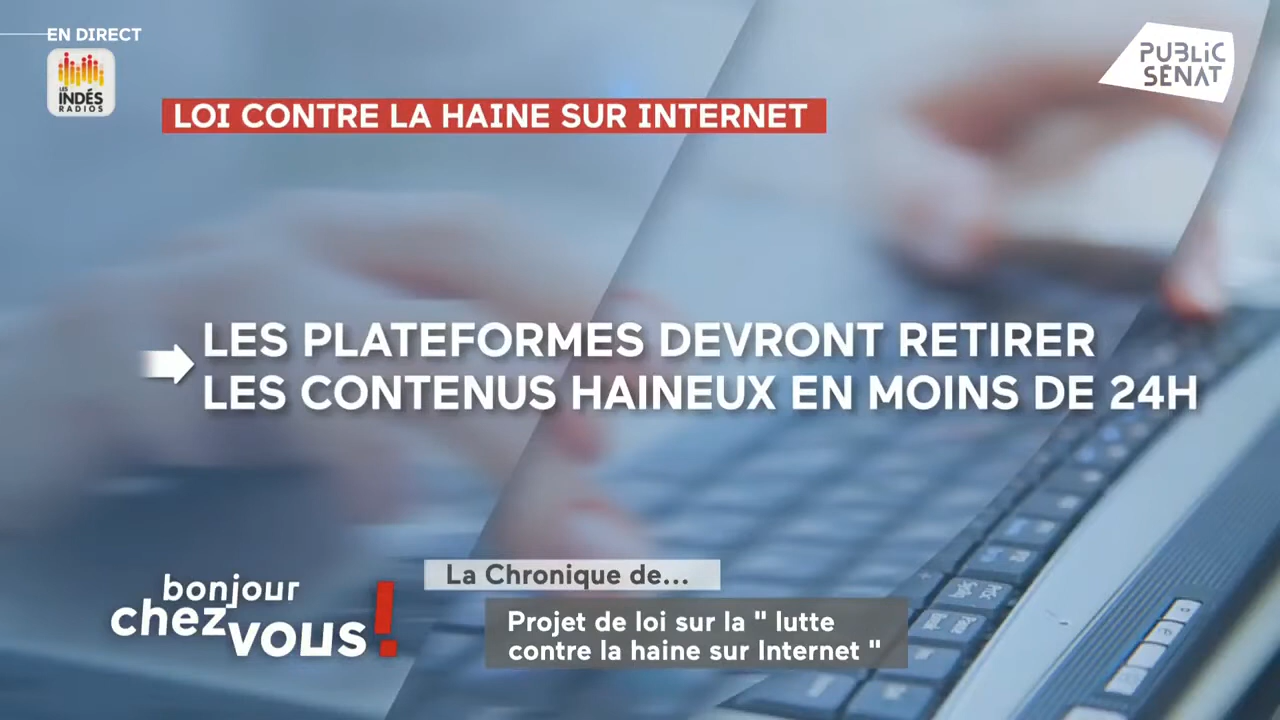 EN DIRECT
LES
INDÉS
RADIOS
PUBLIC
SÉNAT
LOI CONTRE LA HAINE SUR INTERNET
LES PLATEFORMES DEVRONT RETIRER
LES CONTENUS HAINEUX EN MOINS DE 24H
bonjour
chez
vous!
La Chronique de...
Projet de loi sur la " lutte
contre la haine sur Internet "